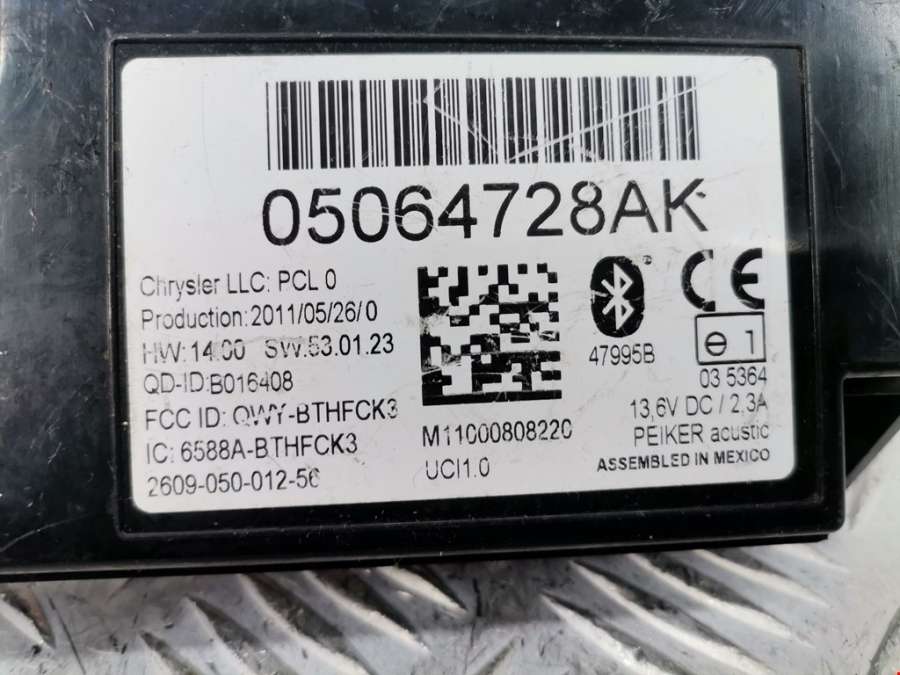 05064728AK
Chrysler LLC: PCL 0
Production: 2011/05/26/0
HW: 14.00 SW.53.01.23
QD-ID:B016408
FCC ID: QWY-BTHFCK3
IC: 6588A-BTHFCK3
2609-050-012-56
M11000808220
UCI1.0
47995B
CE
e 1
03 5364
13,6V DC / 2,3A
PEIKER acustic
ASSEMBLED IN MEXICO